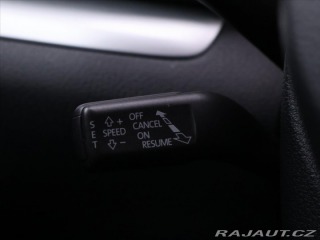 S ⇧ + OFF
E SPEED CANCEL
ON
T ⇩ − RESUME
RAJAUT.CZ